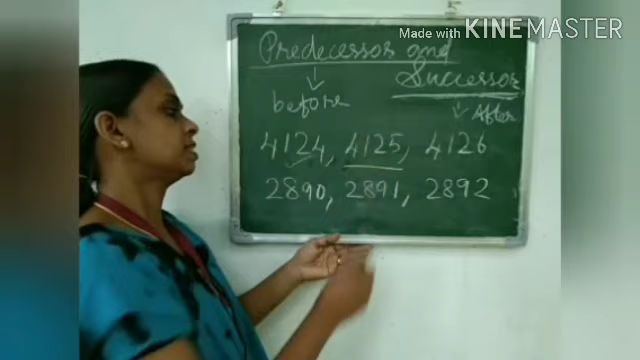 Made with KINEMASTER
Predecessor and
Successor
before
After
4124, 4125, 4126
2890, 2891, 2892